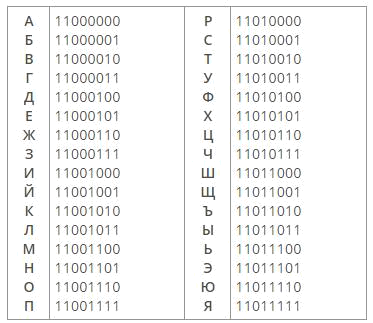 А 11000000 Р 11010000
Б 11000001 С 11010001
В 11000010 Т 11010010
Г 11000011 У 11010011
Д 11000100 Ф 11010100
Е 11000101 Х 11010101
Ж 11000110 Ц 11010110
З 11000111 Ч 11010111
И 11001000 Ш 11011000
Й 11001001 Щ 11011001
К 11001010 Ъ 11011010
Л 11001011 Ы 11011011
М 11001100 Ь 11011100
Н 11001101 Э 11011101
О 11001110 Ю 11011110
П 11001111 Я 11011111